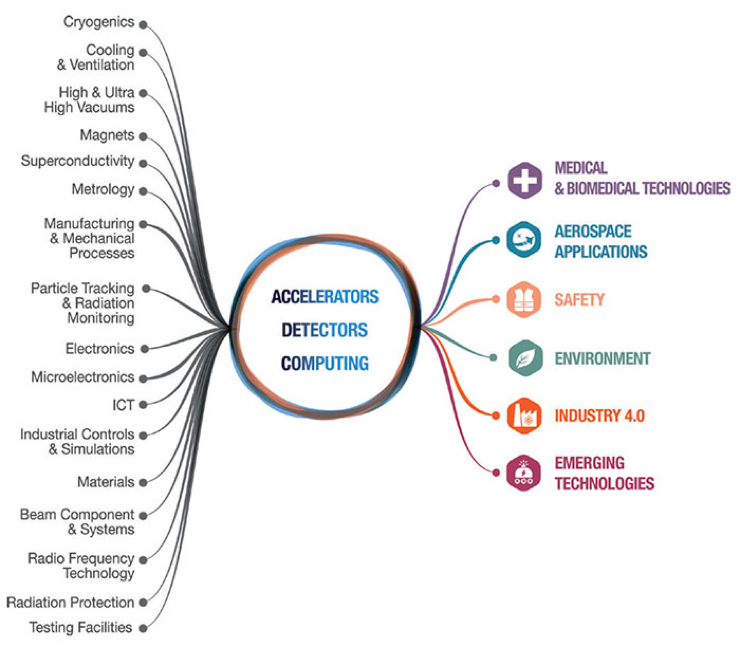 Cryogenics
Cooling
& Ventilation
High & Ultra
High Vacuums
Magnets
Superconductivity
Metrology
Manufacturing
& Mechanical
Processes
Particle Tracking
& Radiation
Monitoring
Electronics
Microelectronics
ICT
Industrial Controls
& Simulations
Materials
Beam Component
& Systems
Radio Frequency
Technology
Radiation Protection
Testing Facilities
ACCELERATORS
DETECTORS
COMPUTING
MEDICAL
& BIOMEDICAL TECHNOLOGIES
AEROSPACE
APPLICATIONS
SAFETY
ENVIRONMENT
INDUSTRY 4.0
EMERGING
TECHNOLOGIES